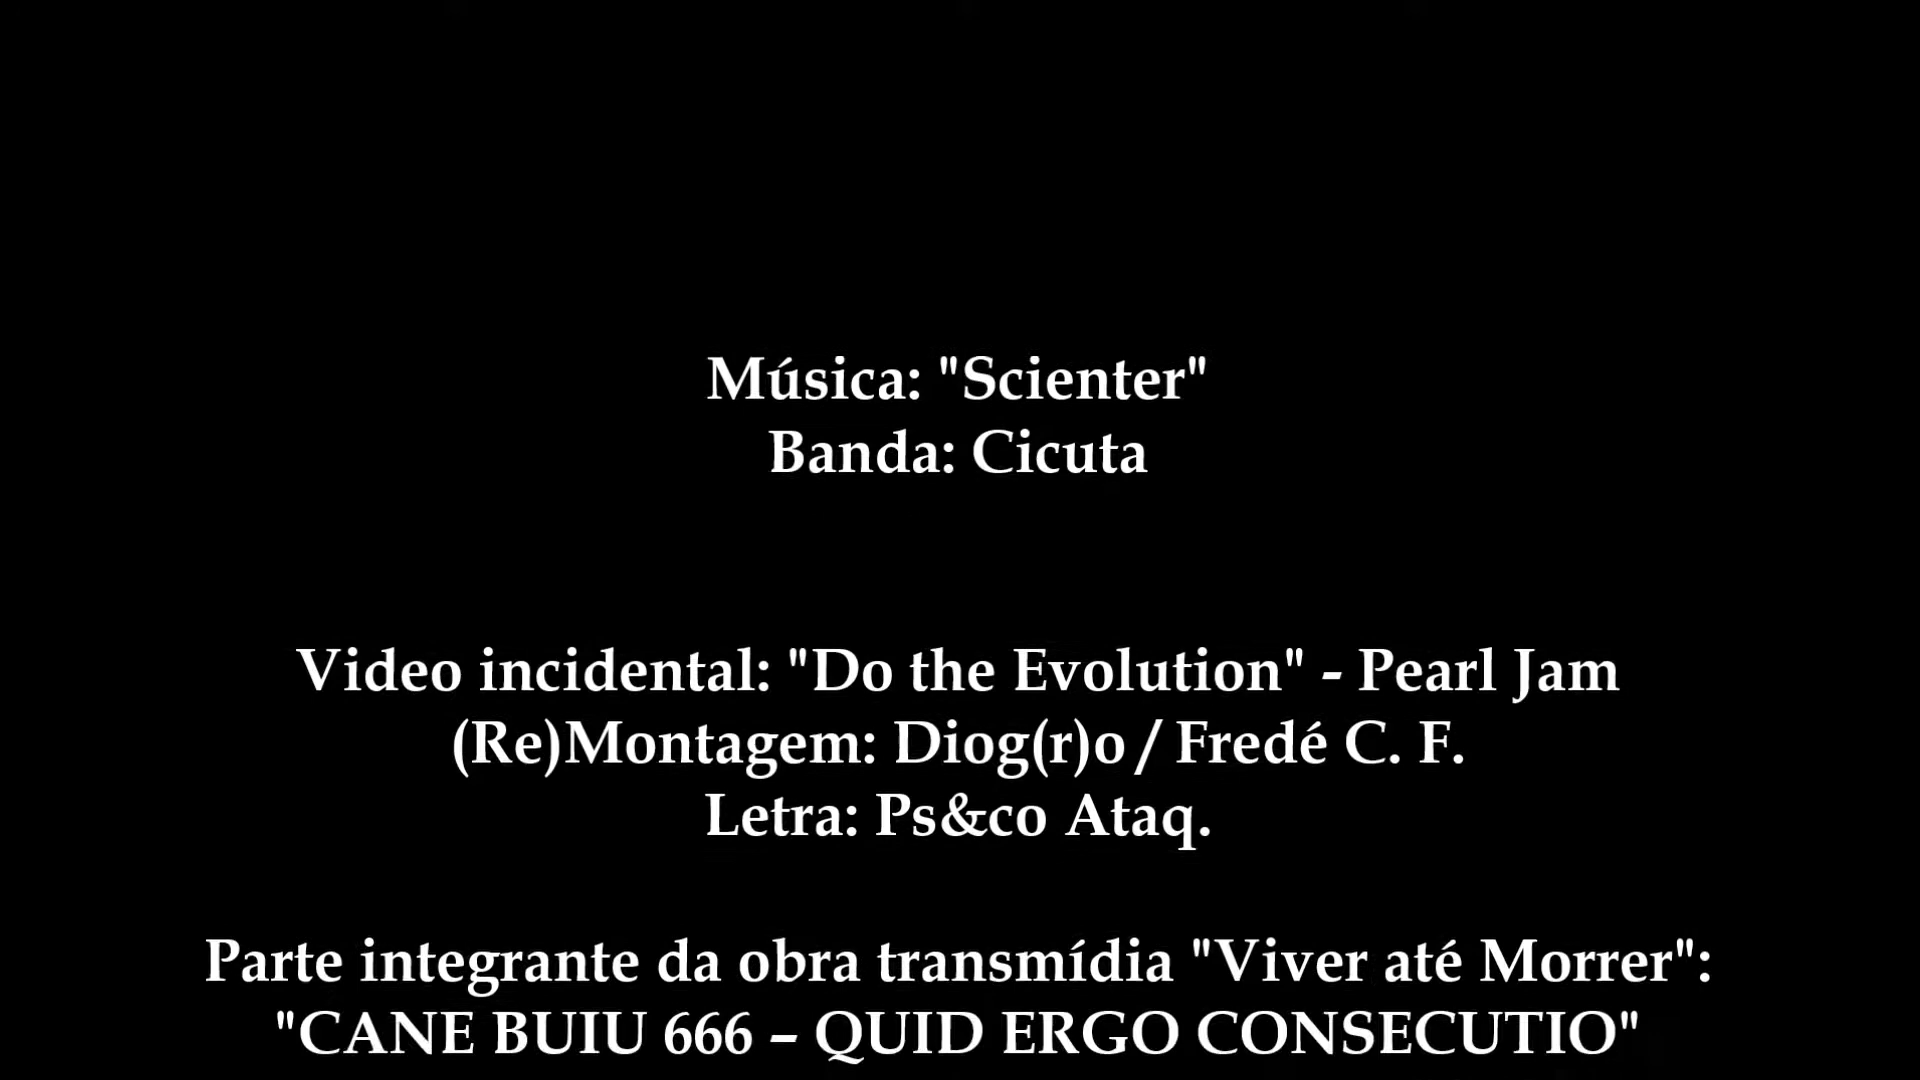 Música: "Scienter"
Banda: Cicuta
Video incidental: "Do the Evolution" - Pearl Jam
(Re)Montagem: Diog(r)o / Fredé C. F.
Letra: Ps&co Ataq.
Parte integrante da obra transmídia "Viver até Morrer":
"CANE BUIU 666 – QUID ERGO CONSECUTIO"